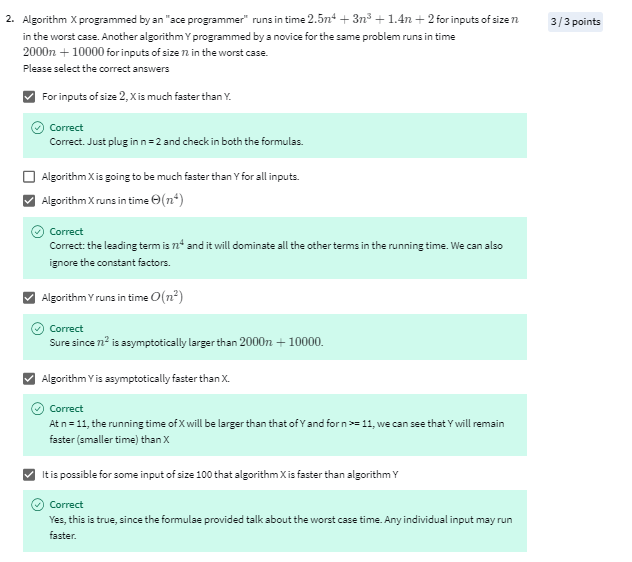 2. Algorithm X programmed by an "ace programmer" runs in time 2.5n⁴ + 3n³ + 1.4n + 2 for inputs of size n
3 / 3 points
in the worst case. Another algorithm Y programmed by a novice for the same problem runs in time
2000n + 10000 for inputs of size n in the worst case.
Please select the correct answers
For inputs of size 2, X is much faster than Y.
Correct
Correct. Just plug in n = 2 and check in both the formulas.
Algorithm X is going to be much faster than Y for all inputs.
Algorithm X runs in time Θ(n⁴)
Correct
Correct: the leading term is n⁴ and it will dominate all the other terms in the running time. We can also
ignore the constant factors.
Algorithm Y runs in time O(n²)
Correct
Sure since n² is asymptotically larger than 2000n + 10000.
Algorithm Y is asymptotically faster than X.
Correct
At n = 11, the running time of X will be larger than that of Y and for n >= 11, we can see that Y will remain
faster (smaller time) than X
It is possible for some input of size 100 that algorithm X is faster than algorithm Y
Correct
Yes, this is true, since the formulae provided talk about the worst case time. Any individual input may run
faster.